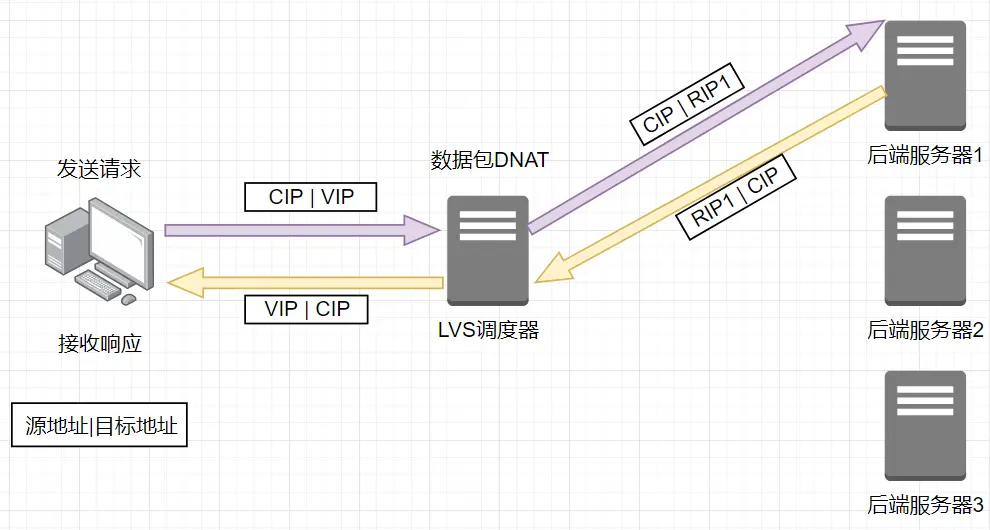 发送请求
CIP | VIP
数据包DNAT
CIP | RIP1
后端服务器1
RIP1 | CIP
VIP | CIP
接收响应
LVS调度器
后端服务器2
源地址|目标地址
后端服务器3